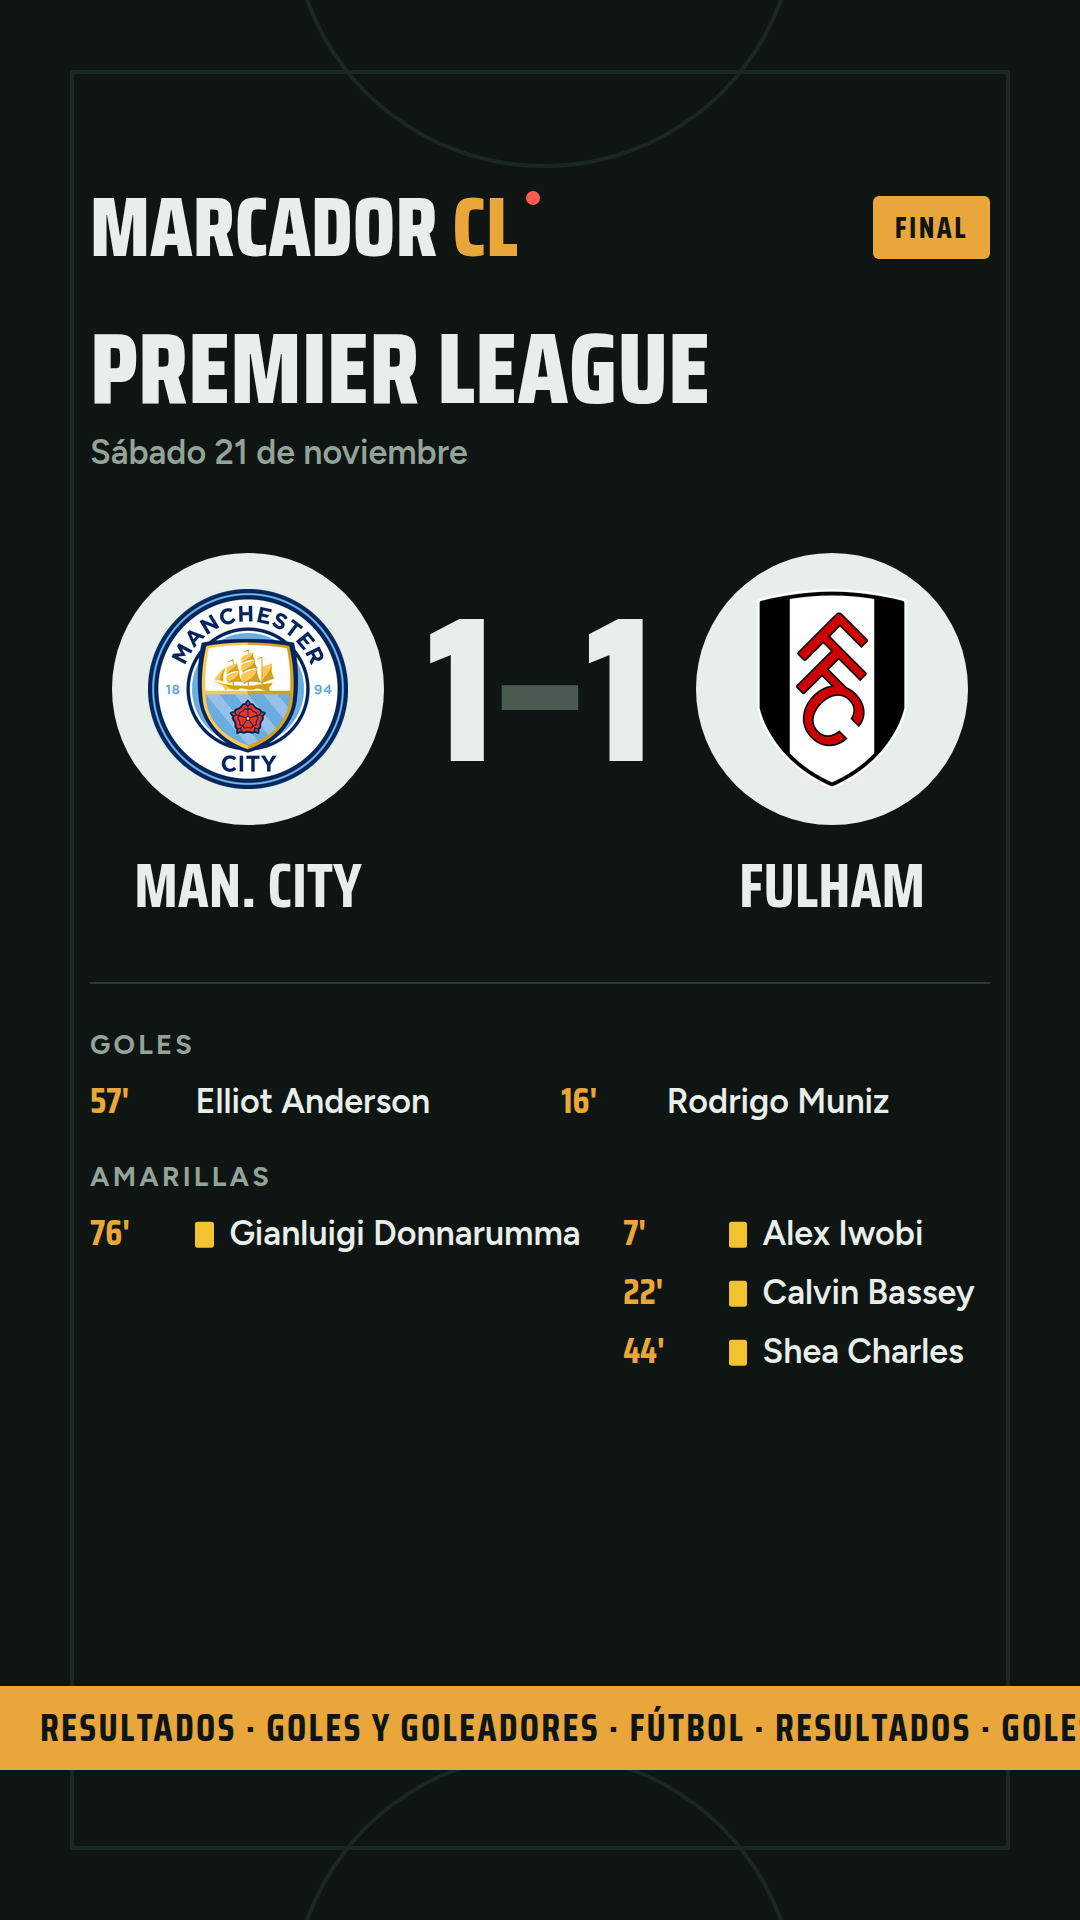 MARCADOR CL
FINAL
PREMIER LEAGUE
Sábado 21 de noviembre
MANCHESTER
18 94
CITY
1-1
FFC
MAN. CITY
FULHAM
GOLES
57' Elliot Anderson 16' Rodrigo Muniz
AMARILLAS
76' Gianluigi Donnarumma 7' Alex Iwobi
22' Calvin Bassey
44' Shea Charles
RESULTADOS · GOLES Y GOLEADORES · FÚTBOL · RESULTADOS · GOLES